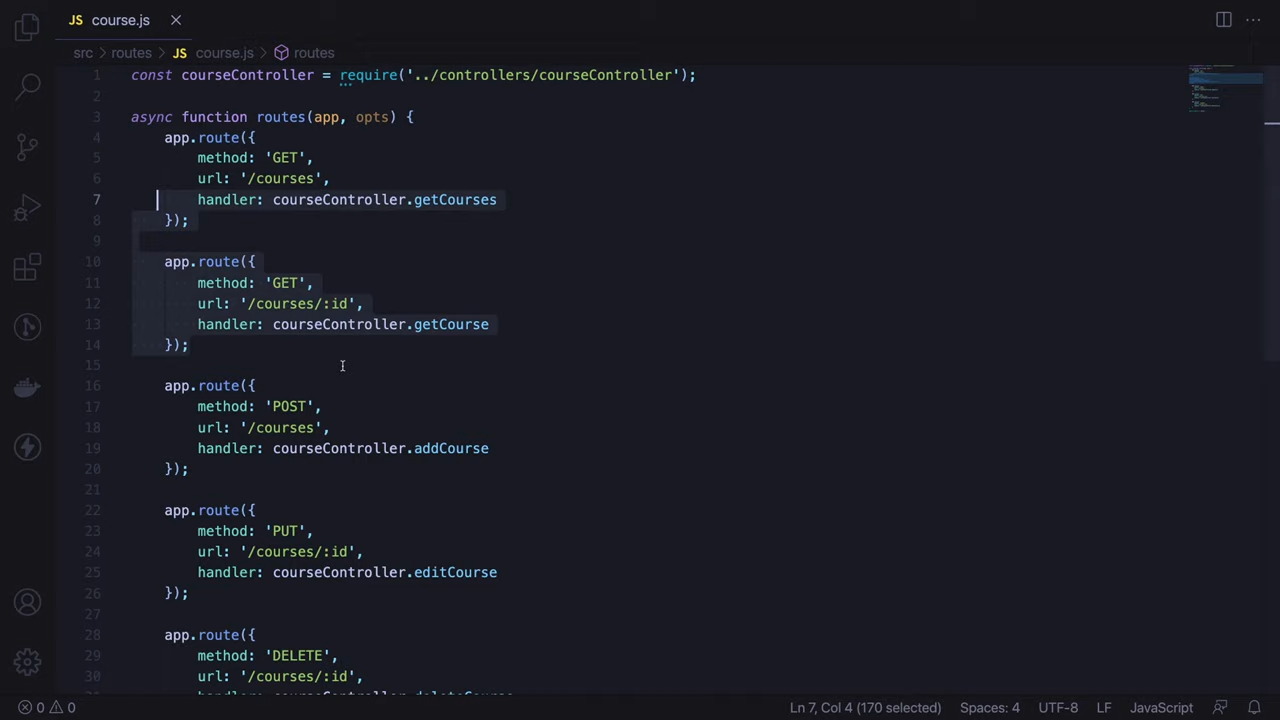 JS course.js
src > routes > JS course.js > routes
1 const courseController = require('../controllers/courseController');
2
3 async function routes(app, opts) {
4 app.route({
5 method: 'GET',
6 url: '/courses',
7 handler: courseController.getCourses
8 });
9
10 app.route({
11 method: 'GET',
12 url: '/courses/:id',
13 handler: courseController.getCourse
14 });
15
16 app.route({
17 method: 'POST',
18 url: '/courses',
19 handler: courseController.addCourse
20 });
21
22 app.route({
23 method: 'PUT',
24 url: '/courses/:id',
25 handler: courseController.editCourse
26 });
27
28 app.route({
29 method: 'DELETE',
30 url: '/courses/:id',
31 handler: courseController.deleteCourse
0 0 Ln 7, Col 4 (170 selected) Spaces: 4 UTF-8 LF JavaScript